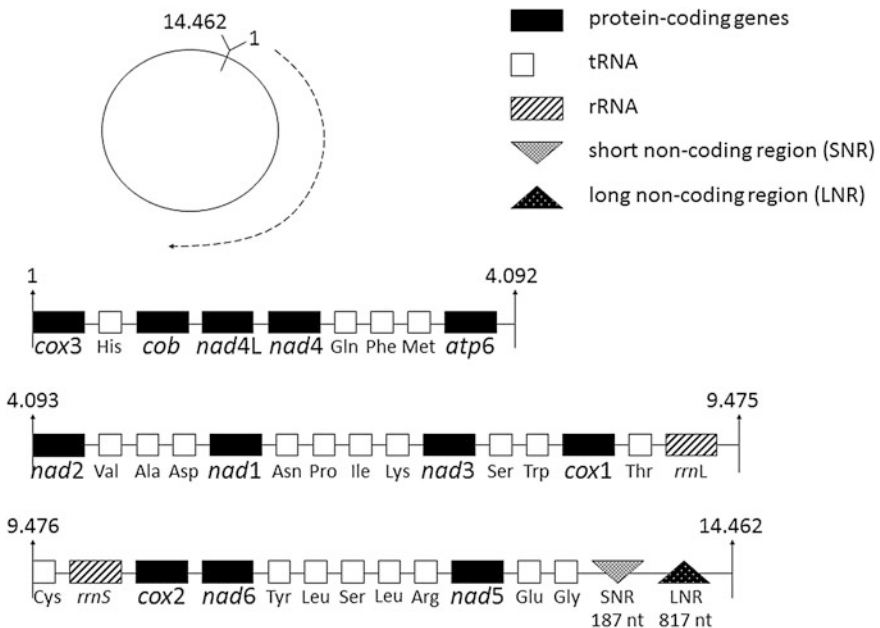 14.462
1
protein-coding genes
tRNA
rRNA
short non-coding region (SNR)
long non-coding region (LNR)
1 4.092
cox3 His cob nad4L nad4 Gln Phe Met atp6
4.093 9.475
nad2 Val Ala Asp nad1 Asn Pro Ile Lys nad3 Ser Trp cox1 Thr rrnL
9.476 14.462
Cys rrnS cox2 nad6 Tyr Leu Ser Leu Arg nad5 Glu Gly SNR LNR
187 nt 817 nt